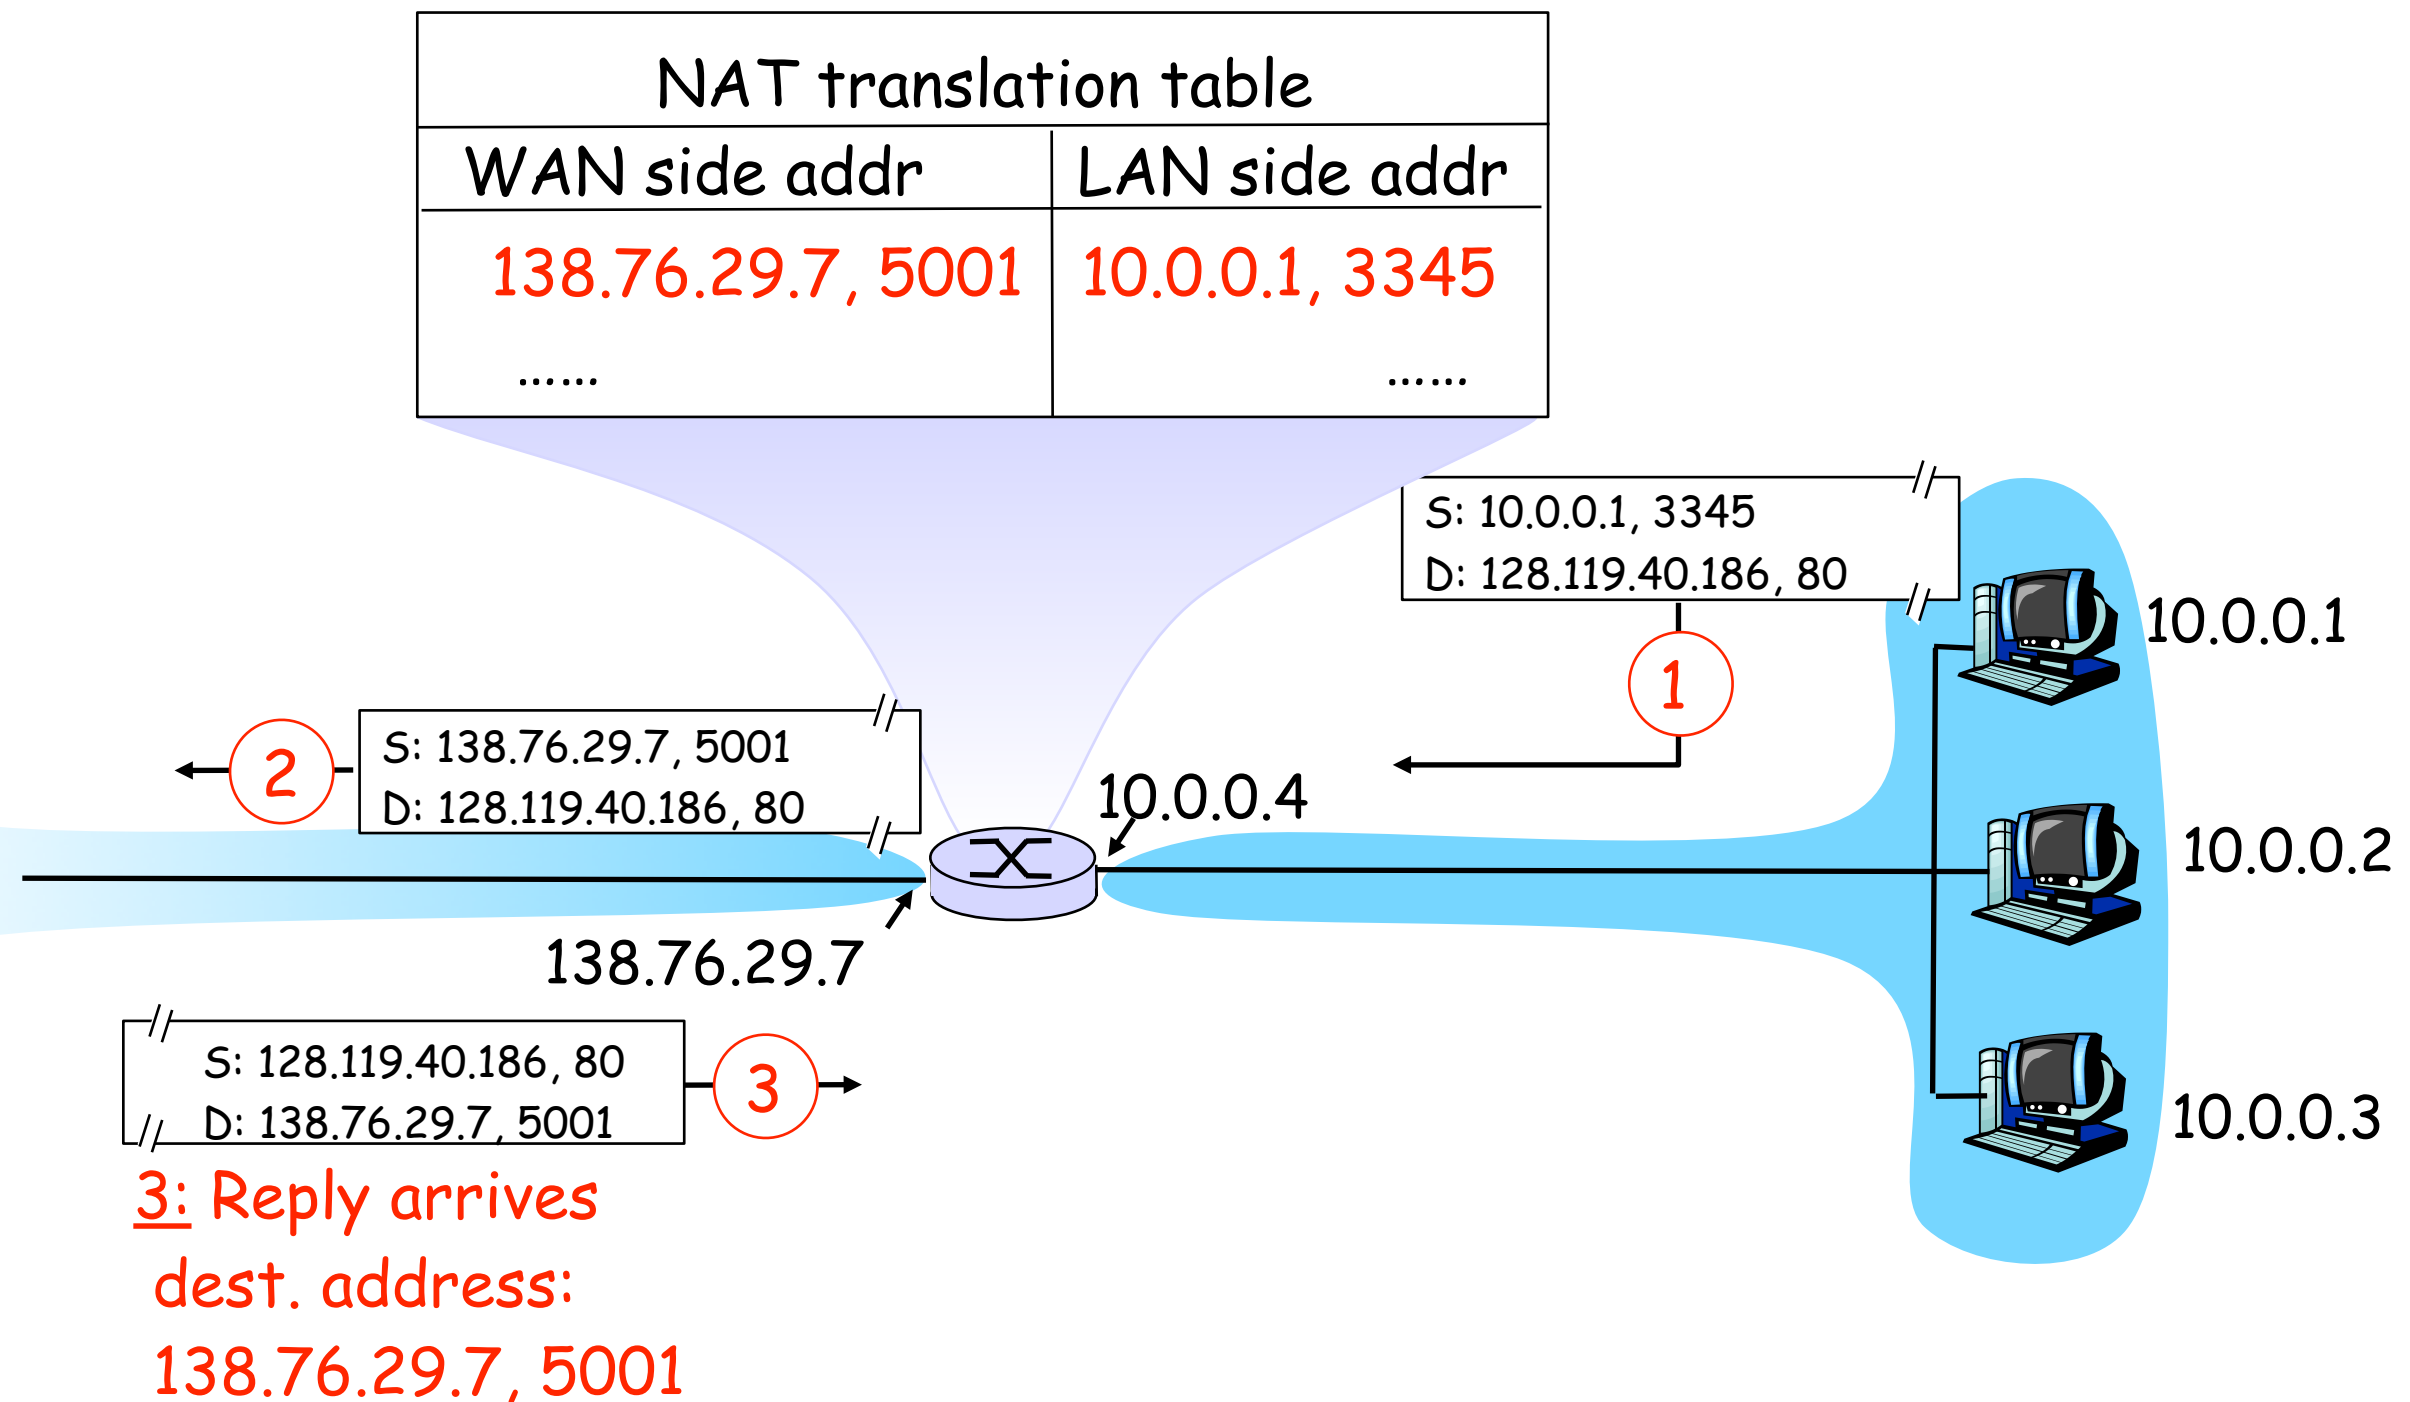 NAT translation table
WAN side addr LAN side addr
138.76.29.7, 5001 10.0.0.1, 3345
...... ......
S: 10.0.0.1, 3345
D: 128.119.40.186, 80
10.0.0.1
1
S: 138.76.29.7, 5001
D: 128.119.40.186, 80
2
10.0.0.4
10.0.0.2
138.76.29.7
S: 128.119.40.186, 80
D: 138.76.29.7, 5001
3
10.0.0.3
3: Reply arrives
dest. address:
138.76.29.7, 5001